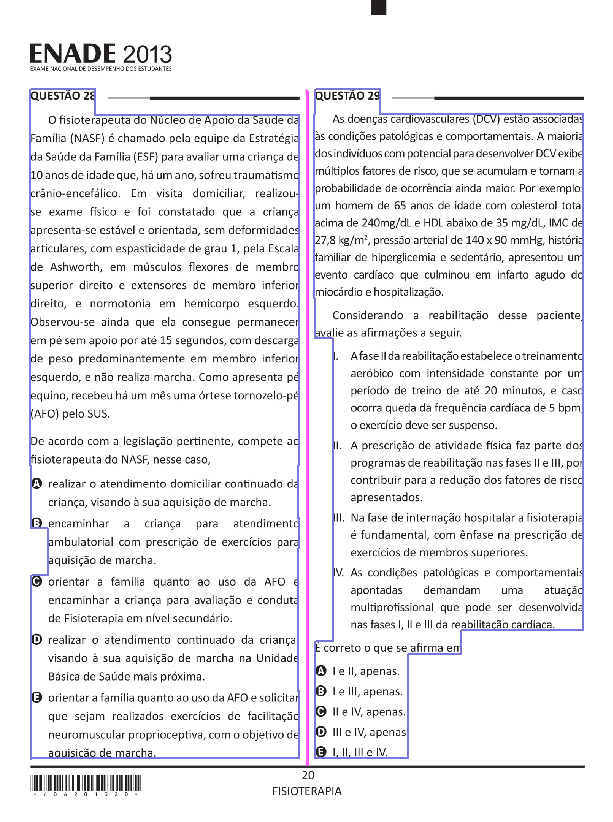 ENADE 2013
EXAME NACIONAL DE DESEMPENHO DOS ESTUDANTES
QUESTÃO 28
O fisioterapeuta do Núcleo de Apoio da Saúde da
Família (NASF) é chamado pela equipe da Estratégia
da Saúde da Família (ESF) para avaliar uma criança de
10 anos de idade que, há um ano, sofreu traumatismo
crânio-encefálico. Em visita domiciliar, realizou-
se exame físico e foi constatado que a criança
apresenta-se estável e orientada, sem deformidades
articulares, com espasticidade de grau 1, pela Escala
de Ashworth, em músculos flexores de membro
superior direito e extensores de membro inferior
direito, e normotonia em hemicorpo esquerdo.
Observou-se ainda que ela consegue permanecer
em pé sem apoio por até 15 segundos, com descarga
de peso predominantemente em membro inferior
esquerdo, e não realiza marcha. Como apresenta pé
equino, recebeu há um mês uma órtese tornozelo-pé
(AFO) pelo SUS.
De acordo com a legislação pertinente, compete ao
fisioterapeuta do NASF, nesse caso,
A realizar o atendimento domiciliar continuado da
criança, visando à sua aquisição de marcha.
B encaminhar a criança para atendimento
ambulatorial com prescrição de exercícios para
aquisição de marcha.
C orientar a família quanto ao uso da AFO e
encaminhar a criança para avaliação e conduta
de Fisioterapia em nível secundário.
D realizar o atendimento continuado da criança,
visando à sua aquisição de marcha na Unidade
Básica de Saúde mais próxima.
E orientar a família quanto ao uso da AFO e solicitar
que sejam realizados exercícios de facilitação
neuromuscular proprioceptiva, com o objetivo de
aquisição de marcha.
QUESTÃO 29
As doenças cardiovasculares (DCV) estão associadas
às condições patológicas e comportamentais. A maioria
dos indivíduos com potencial para desenvolver DCV exibe
múltiplos fatores de risco, que se acumulam e tornam a
probabilidade de ocorrência ainda maior. Por exemplo:
um homem de 65 anos de idade com colesterol total
acima de 240mg/dL e HDL abaixo de 35 mg/dL, IMC de
27,8 kg/m², pressão arterial de 140 x 90 mmHg, história
familiar de hiperglicemia e sedentário, apresentou um
evento cardíaco que culminou em infarto agudo do
miocárdio e hospitalização.
Considerando a reabilitação desse paciente,
avalie as afirmações a seguir.
I. A fase II da reabilitação estabelece o treinamento
aeróbico com intensidade constante por um
período de treino de até 20 minutos, e caso
ocorra queda da frequência cardíaca de 5 bpm,
o exercício deve ser suspenso.
II. A prescrição de atividade física faz parte dos
programas de reabilitação nas fases II e III, por
contribuir para a redução dos fatores de risco
apresentados.
III. Na fase de internação hospitalar a fisioterapia
é fundamental, com ênfase na prescrição de
exercícios de membros superiores.
IV. As condições patológicas e comportamentais
apontadas demandam uma atuação
multiprofissional que pode ser desenvolvida
nas fases I, II e III da reabilitação cardíaca.
É correto o que se afirma em
A I e II, apenas.
B I e III, apenas.
C II e IV, apenas.
D III e IV, apenas
E I, II, III e IV.
20
FISIOTERAPIA